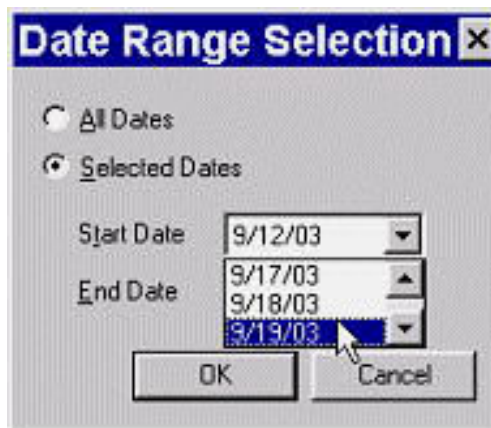 Date Range Selection
All Dates
Selected Dates
Start Date 9/12/03
9/17/03
End Date 9/18/03
9/19/03
OK Cancel